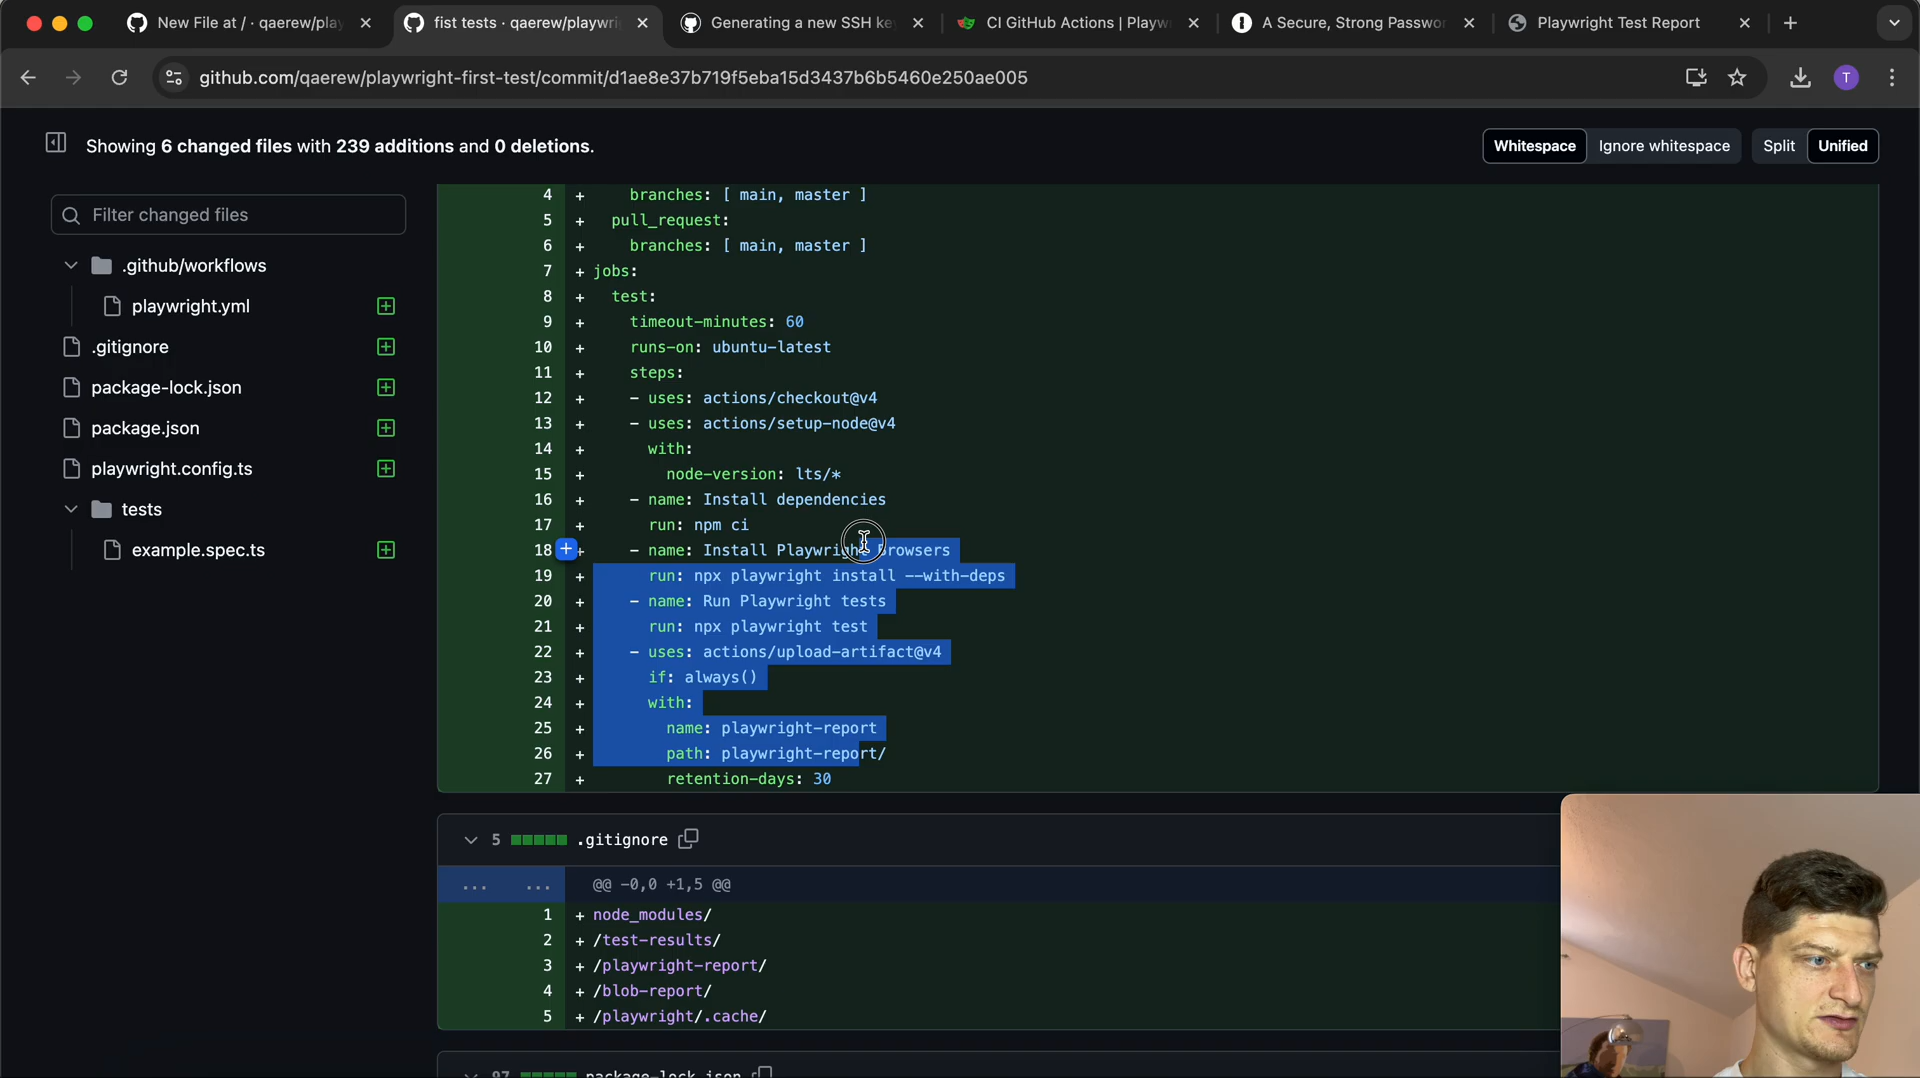 New File at / · qaerew/play
fist tests · qaerew/playwri
Generating a new SSH ke
CI GitHub Actions | Playw
A Secure, Strong Passwor
Playwright Test Report
github.com/qaerew/playwright-first-test/commit/d1ae8e37b719f5eba15d3437b6b5460e250ae005
T
Showing 6 changed files with 239 additions and 0 deletions.
Whitespace
Ignore whitespace
Split
Unified
Filter changed files
.github/workflows
playwright.yml
.gitignore
package-lock.json
package.json
playwright.config.ts
tests
example.spec.ts
4 + branches: [ main, master ]
5 + pull_request:
6 + branches: [ main, master ]
7 + jobs:
8 + test:
9 + timeout-minutes: 60
10 + runs-on: ubuntu-latest
11 + steps:
12 + - uses: actions/checkout@v4
13 + - uses: actions/setup-node@v4
14 + with:
15 + node-version: lts/*
16 + - name: Install dependencies
17 + run: npm ci
18 + - name: Install Playwright Browsers
19 + run: npx playwright install --with-deps
20 + - name: Run Playwright tests
21 + run: npx playwright test
22 + - uses: actions/upload-artifact@v4
23 + if: always()
24 + with:
25 + name: playwright-report
26 + path: playwright-report/
27 + retention-days: 30
5 .gitignore
... ... @@ -0,0 +1,5 @@
1 + node_modules/
2 + /test-results/
3 + /playwright-report/
4 + /blob-report/
5 + /playwright/.cache/
97 package-lock.json